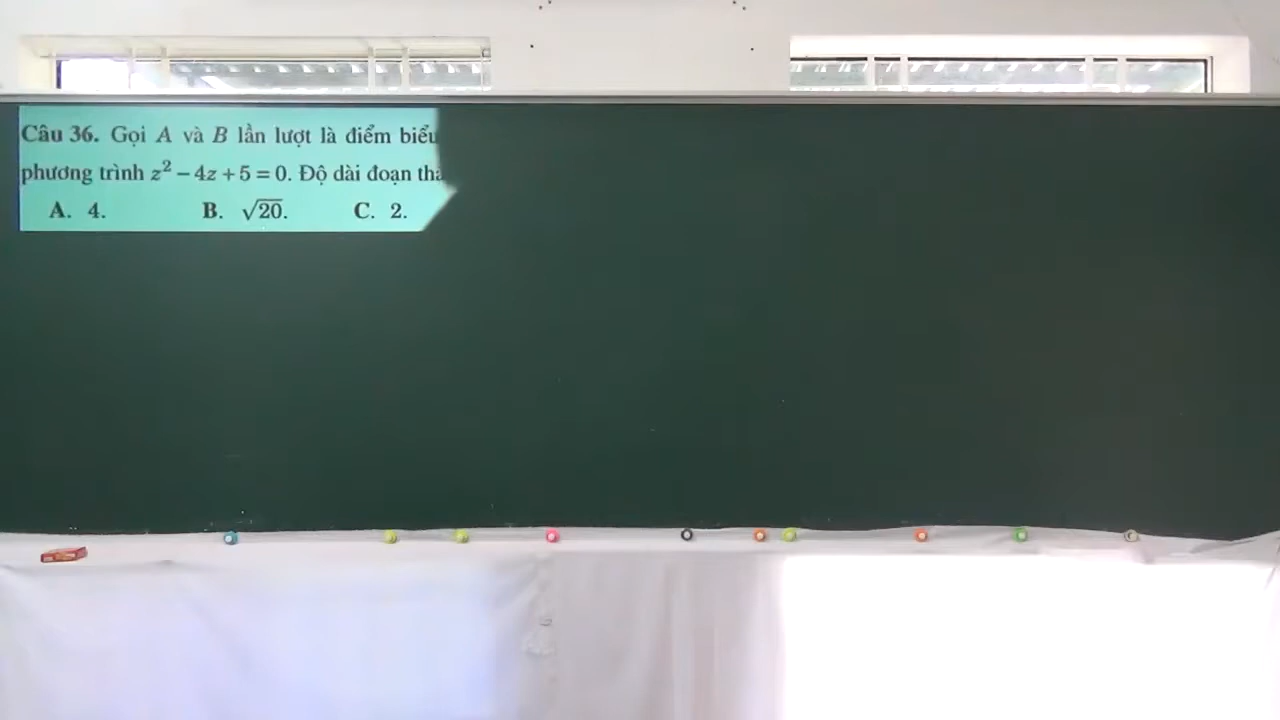 Câu 36. Gọi A và B lần lượt là điểm biểu
phương trình z² − 4z + 5 = 0. Độ dài đoạn
A. 4. B. √20. C. 2.